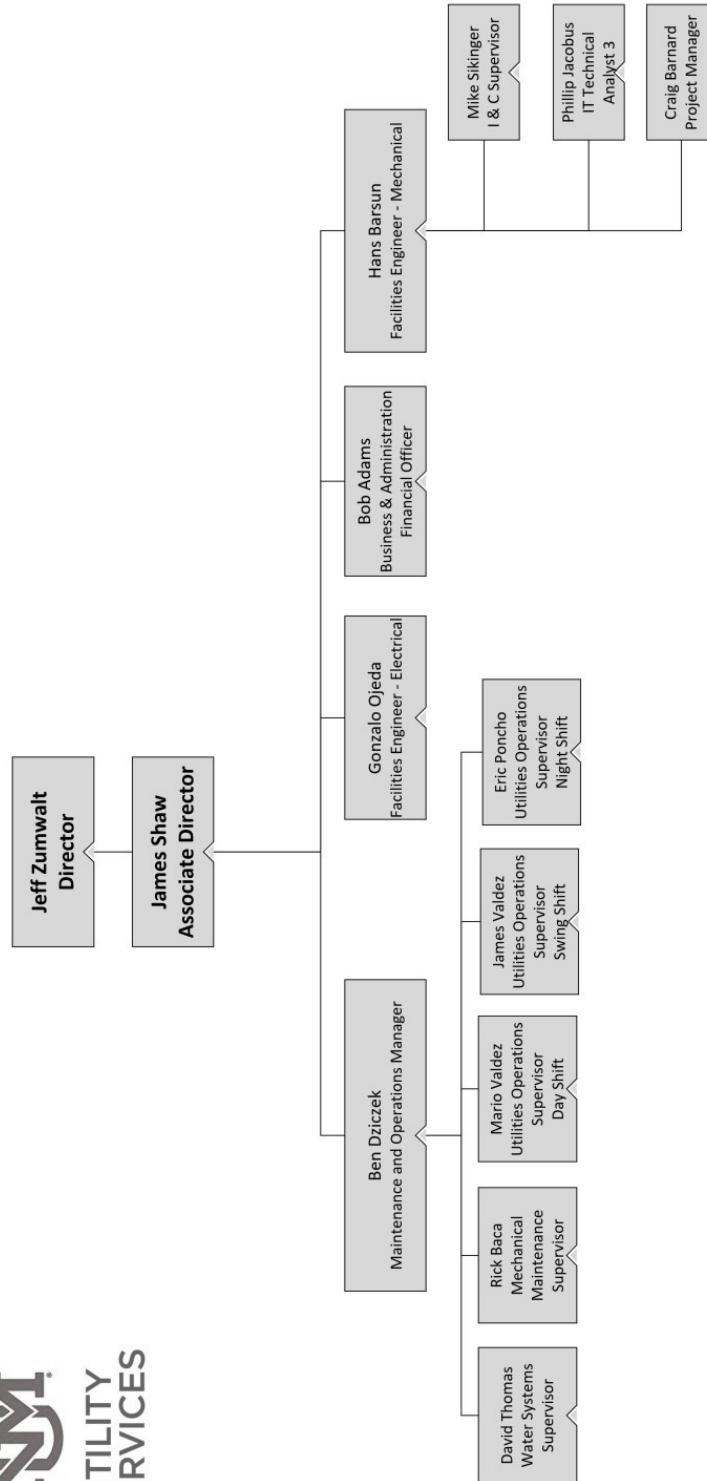 Jeff Zumwalt
Director
James Shaw
Associate Director
Ben Dziczek
Maintenance and Operations Manager
Gonzalo Ojeda
Facilities Engineer - Electrical
Bob Adams
Business & Administration
Financial Officer
Hans Barsun
Facilities Engineer - Mechanical
David Thomas
Water Systems
Supervisor
Rick Baca
Mechanical
Maintenance
Supervisor
Mario Valdez
Utilities Operations
Supervisor
Day Shift
James Valdez
Utilities Operations
Supervisor
Swing Shift
Eric Poncho
Utilities Operations
Supervisor
Night Shift
Mike Sikinger
I & C Supervisor
Phillip Jacobus
IT Technical
Analyst 3
Craig Barnard
Project Manager